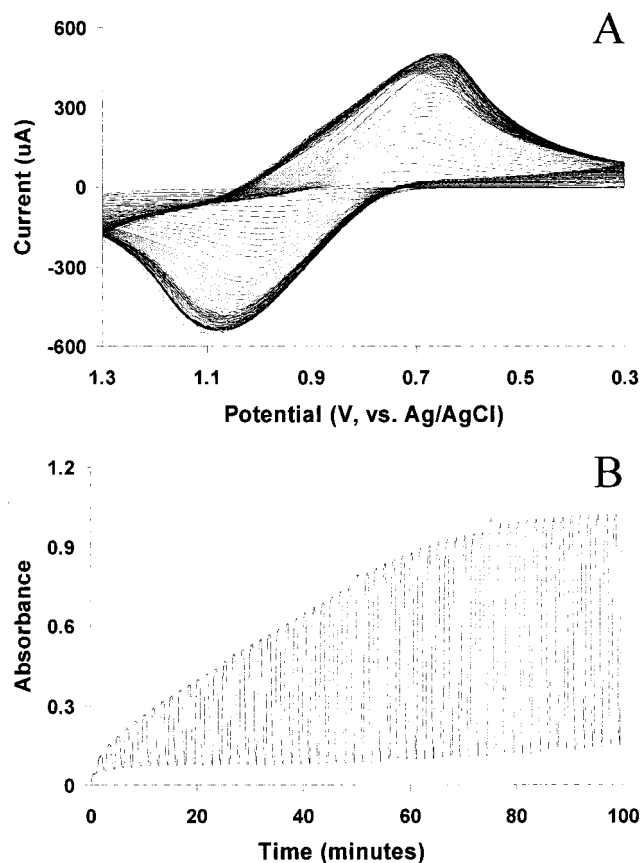 A
600
300
0
-300
-600
Current (uA)
1.3 1.1 0.9 0.7 0.5 0.3
Potential (V, vs. Ag/AgCl)
B
1.2
0.9
0.6
0.3
0
Absorbance
0 20 40 60 80 100
Time (minutes)